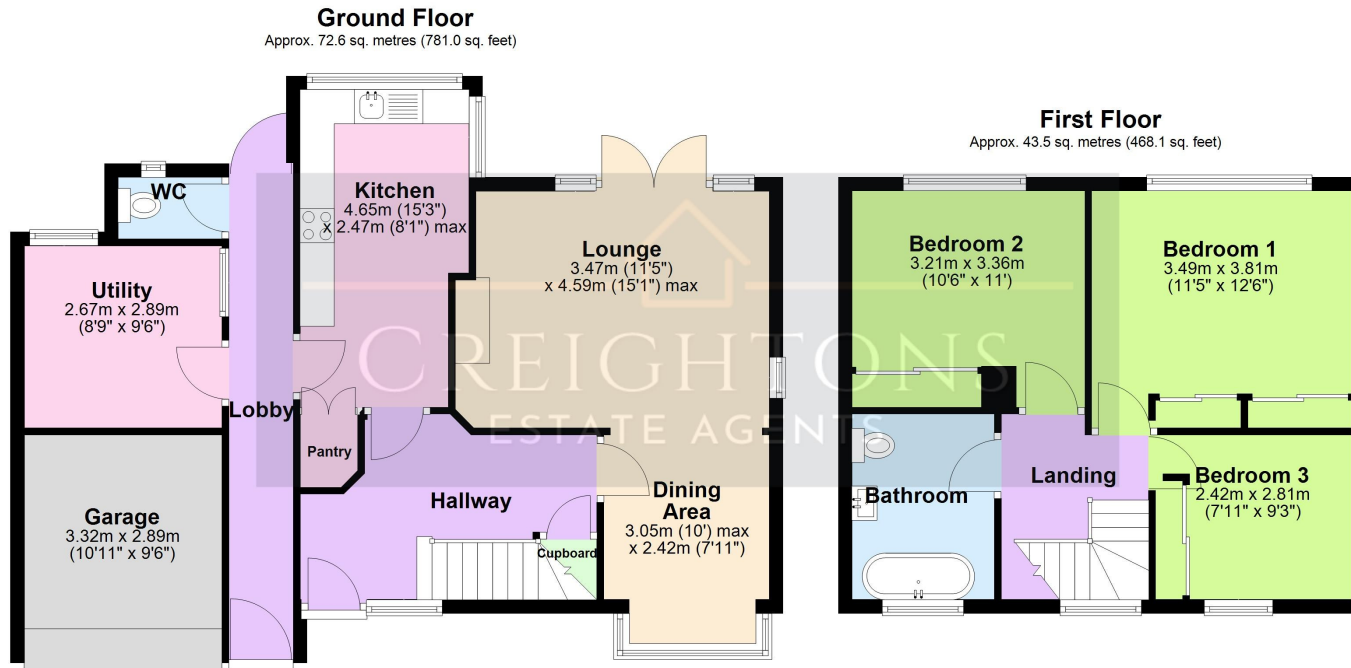 Ground Floor
Approx. 72.6 sq. metres (781.0 sq. feet)
First Floor
Approx. 43.5 sq. metres (468.1 sq. feet)
WC
Kitchen
4.65m (15'3")
x 2.47m (8'1") max
Lounge
3.47m (11'5")
x 4.59m (15'1") max
Utility
2.67m x 2.89m
(8'9" x 9'6")
Lobby
Pantry
Hallway
Dining
Area
3.05m (10') max
x 2.42m (7'11")
Cupboard
Garage
3.32m x 2.89m
(10'11" x 9'6")
Bedroom 2
3.21m x 3.36m
(10'6" x 11')
Bedroom 1
3.49m x 3.81m
(11'5" x 12'6")
Bathroom
Landing
Bedroom 3
2.42m x 2.81m
(7'11" x 9'3")
CREIGHTONS
ESTATE AGENTS